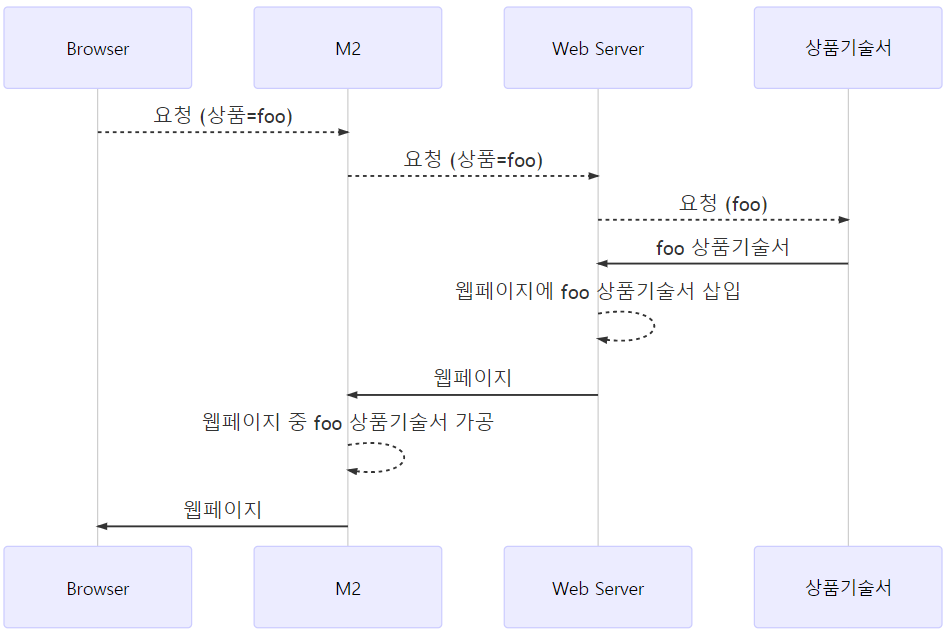 Browser
M2
Web Server
상품기술서
요청 (상품=foo)
요청 (상품=foo)
요청 (foo)
foo 상품기술서
웹페이지에 foo 상품기술서 삽입
웹페이지
웹페이지 중 foo 상품기술서 가공
웹페이지
Browser
M2
Web Server
상품기술서